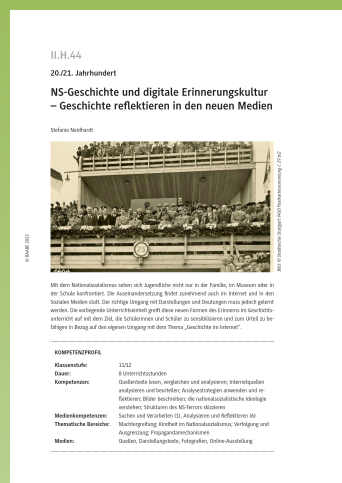 II.H.44
20./21. Jahrhundert
NS-Geschichte und digitale Erinnerungskultur
– Geschichte reflektieren in den neuen Medien
Stefanie Neidhardt
© RAABE 2022
Mit dem Nationalsozialismus sehen sich Jugendliche nicht nur in der Familie, im Museum oder in
der Schule konfrontiert. Die Auseinandersetzung findet zunehmend auch im Internet und in den
Sozialen Medien statt. Der richtige Umgang mit Darstellungen und Deutungen muss jedoch gelernt
werden. Die vorliegende Unterrichtseinheit greift diese neuen Formen des Erinnerns im Geschichts-
unterricht auf mit dem Ziel, die Schülerinnen und Schüler zu sensibilisieren und zum Urteil zu be-
fähigen in Bezug auf den eigenen Umgang mit dem Thema „Geschichte im Internet“.
KOMPETENZPROFIL
Klassenstufe: 11/12
Dauer: 8 Unterrichtsstunden
Kompetenzen: Quellentexte lesen, vergleichen und analysieren; Internetquellen
analysieren und beurteilen; Analysestrategien anwenden und re-
flektieren; Bilder beschreiben; die nationalsozialistische Ideologie
verstehen; Strukturen des NS-Terrors skizzieren
Medienkompetenzen: Suchen und Verarbeiten (1), Analysieren und Reflektieren (6)
Thematische Bereiche: Machtergreifung; Kindheit im Nationalsozialismus; Verfolgung und
Ausgrenzung; Propagandamechanismen
Medien: Quellen, Darstellungstexte, Fotografien, Online-Ausstellung